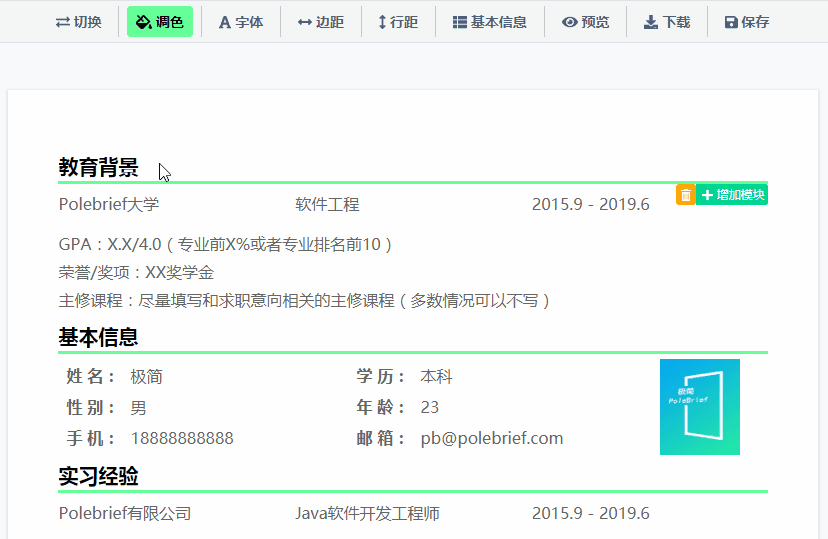 切换 调色 字体 边距 行距 基本信息 预览 下载 保存
教育背景
增加模块
Polebrief大学 软件工程 2015.9 - 2019.6
GPA：X.X/4.0（专业前X%或者专业排名前10）
荣誉/奖项：XX奖学金
主修课程：尽量填写和求职意向相关的主修课程（多数情况可以不写）
基本信息
姓 名： 极简 学 历： 本科
性 别： 男 年 龄： 23
手 机： 18888888888 邮 箱： pb@polebrief.com
极简
PoleBrief
实习经验
Polebrief有限公司 Java软件开发工程师 2015.9 - 2019.6